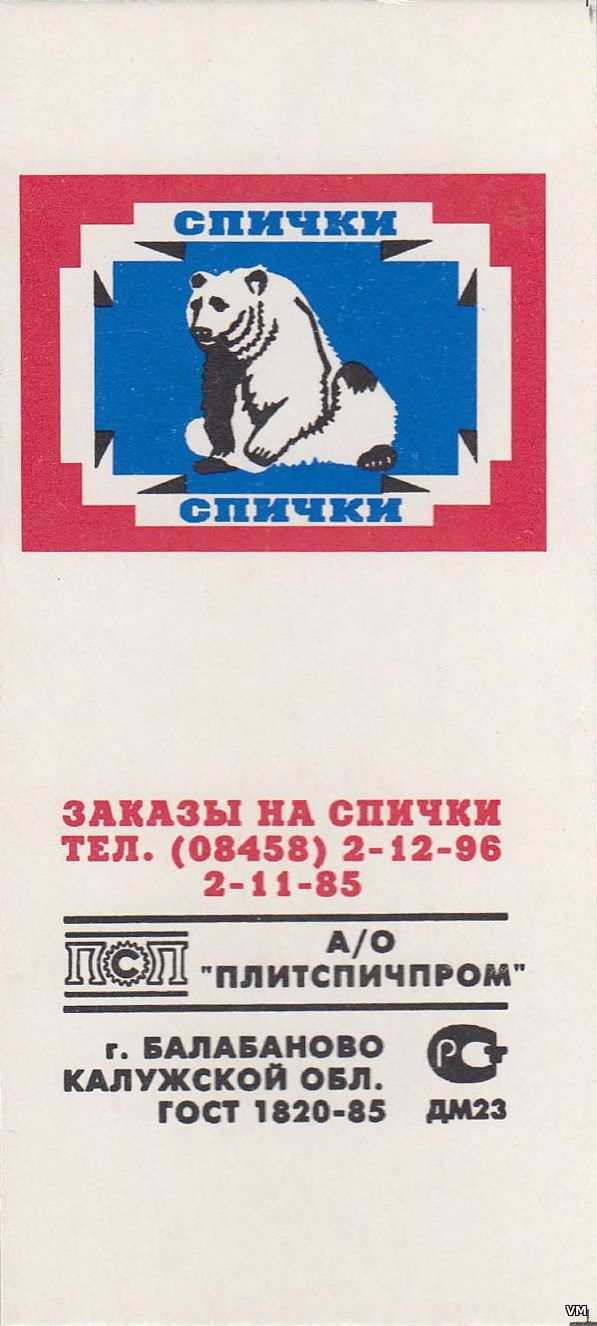 СПИЧКИ
СПИЧКИ
ЗАКАЗЫ НА СПИЧКИ
ТЕЛ. (08458) 2-12-96
2-11-85
ПСП
А/О
"ПЛИТСПИЧПРОМ"
г. БАЛАБАНОВО
КАЛУЖСКОЙ ОБЛ.
ГОСТ 1820-85
РСТ
ДМ23
VM